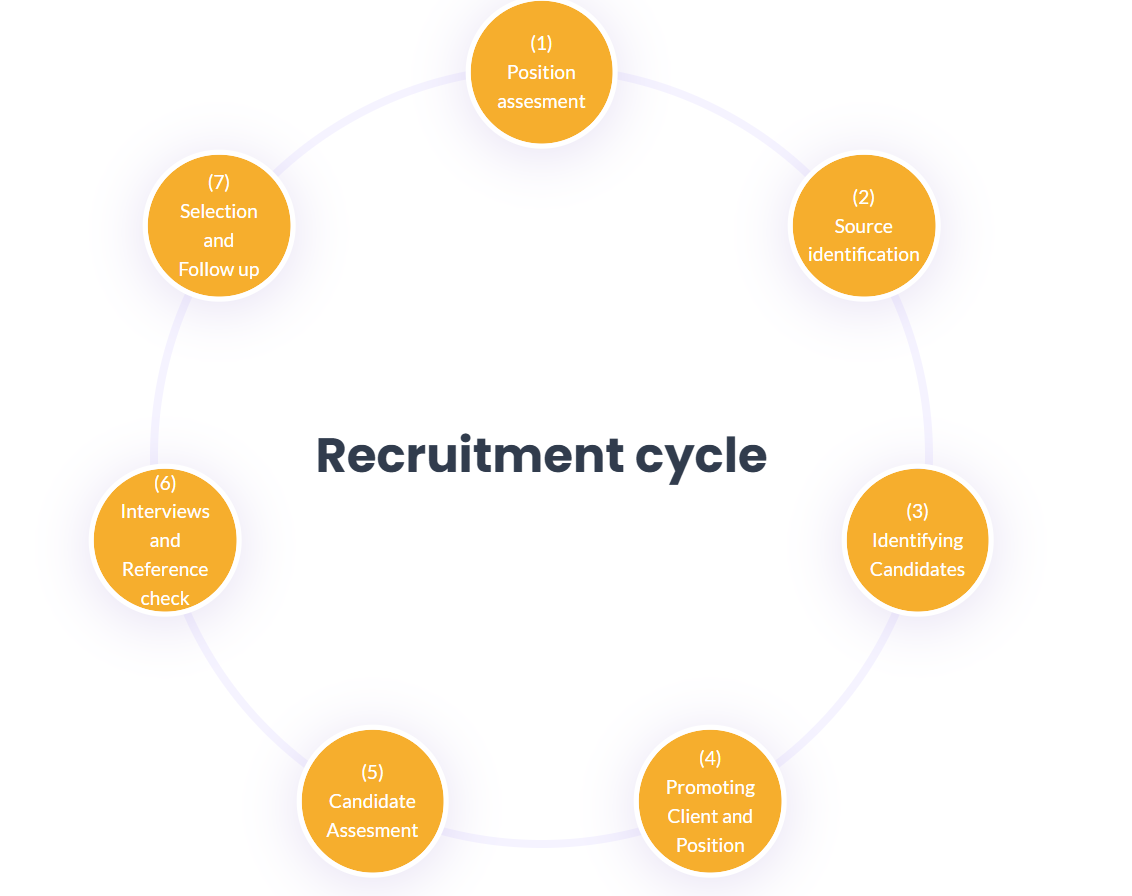 (1)
Position
assesment
(2)
Source
identification
(3)
Identifying
Candidates
(4)
Promoting
Client and
Position
(5)
Candidate
Assesment
(6)
Interviews
and
Reference
check
(7)
Selection
and
Follow up
Recruitment cycle